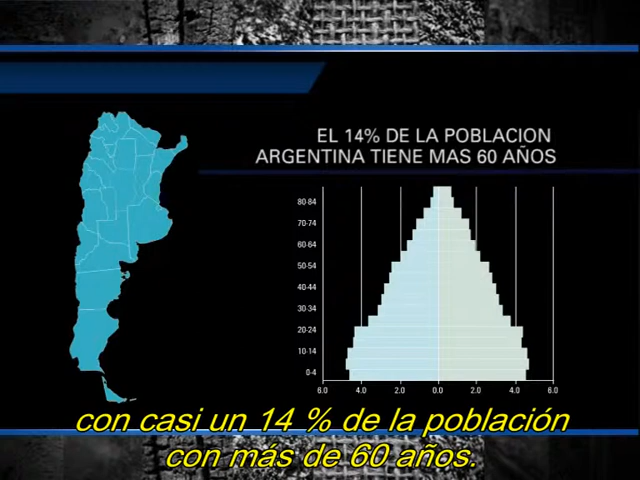 EL 14% DE LA POBLACION
ARGENTINA TIENE MAS 60 AÑOS
80-84
70-74
60-64
50-54
40-44
30-34
20-24
10-14
0-4
6.0 4.0 2.0 0.0 2.0 4.0 6.0
con casi un 14 % de la población
con más de 60 años.